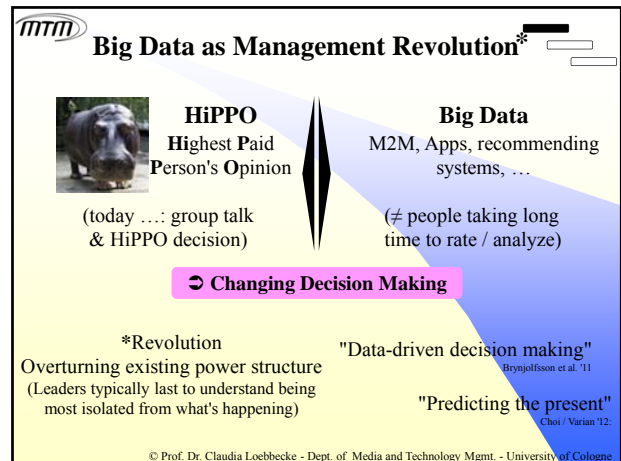 mtm
Big Data as Management Revolution*
HiPPO
Highest Paid
Person's Opinion
(today …: group talk
& HiPPO decision)
Big Data
M2M, Apps, recommending
systems, …
(≠ people taking long
time to rate / analyze)
➲ Changing Decision Making
*Revolution
Overturning existing power structure
(Leaders typically last to understand being
most isolated from what's happening)
"Data-driven decision making"
Brynjolfsson et al. '11
"Predicting the present"
Choi / Varian '12:
© Prof. Dr. Claudia Loebbecke - Dept. of Media and Technology Mgmt. - University of Cologne